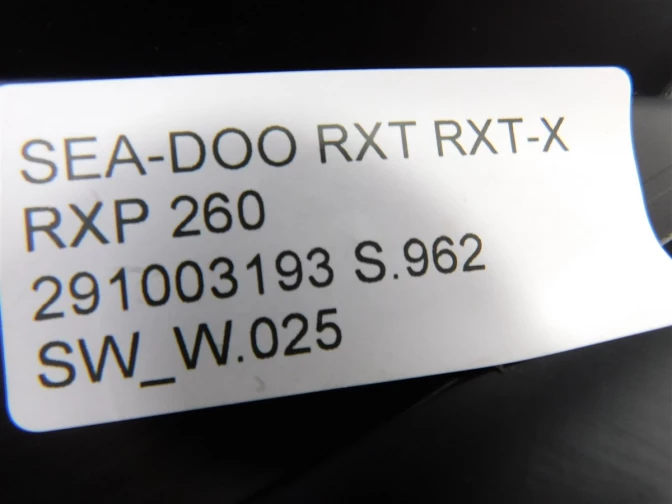 SEA-DOO RXT RXT-X
RXP 260
291003193 S.962
SW_W.025